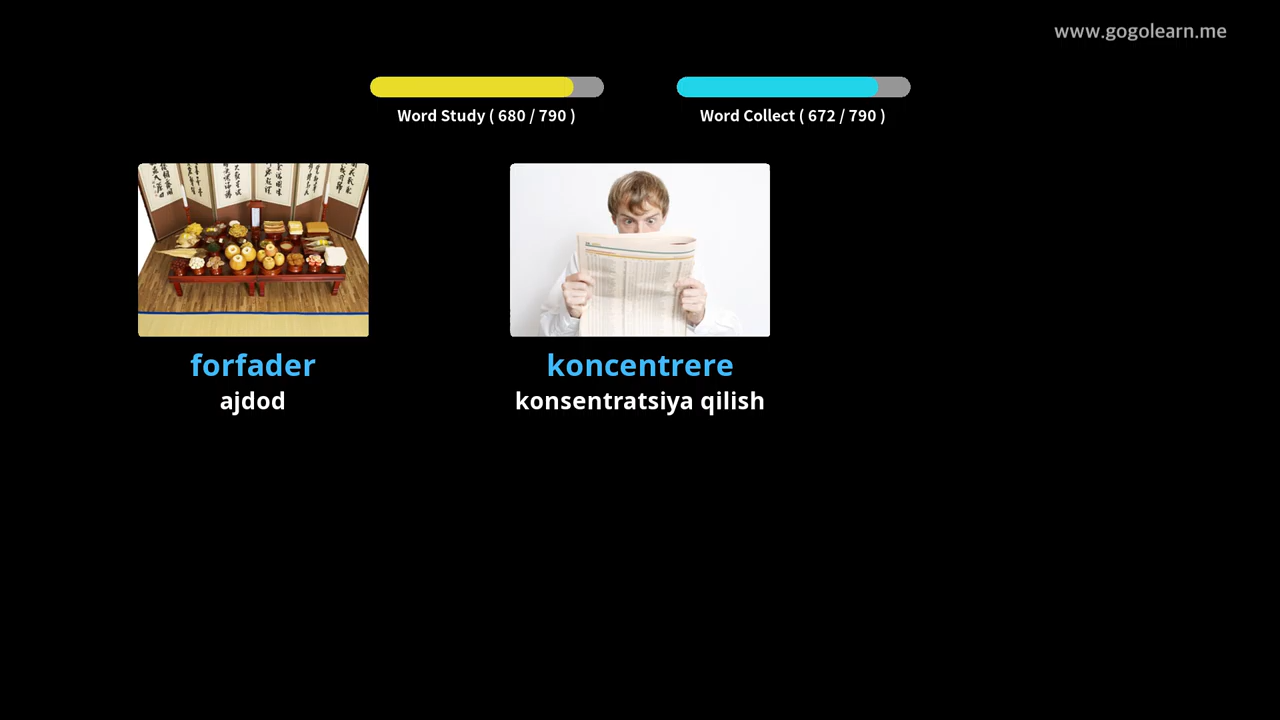 www.gogolearn.me
Word Study ( 680 / 790 )
Word Collect ( 672 / 790 )
forfader
ajdod
koncentrere
konsentratsiya qilish